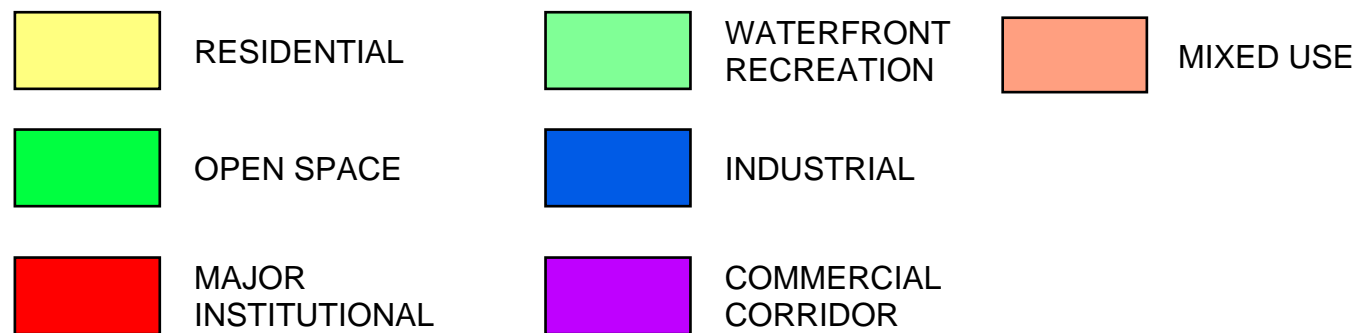 RESIDENTIAL
WATERFRONT
RECREATION
MIXED USE
OPEN SPACE
INDUSTRIAL
MAJOR
INSTITUTIONAL
COMMERCIAL
CORRIDOR